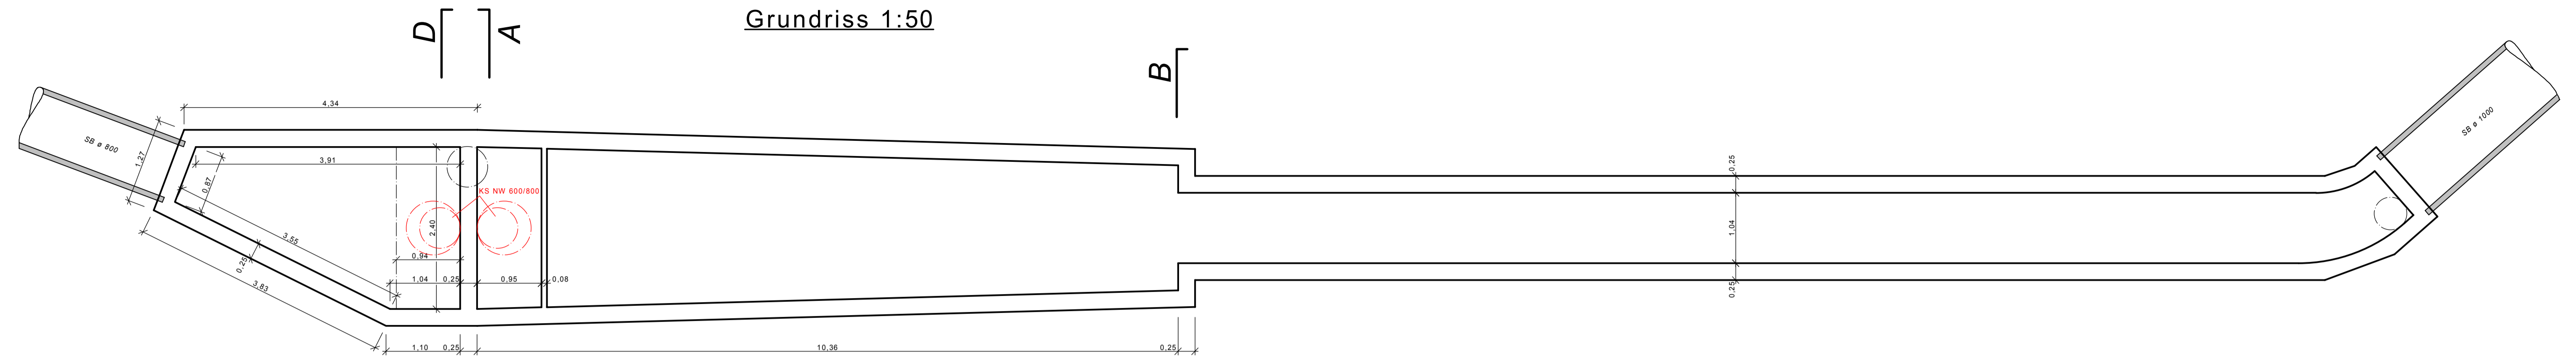 Grundriss 1:50
D
A
B
SB ø 800
SB ø 1000
4,34
1,27
3,91
0,87
3,55
0,25
3,83
KS NW 600/800
2,40
0,94
1,04
0,25
0,95
0,08
1,10
0,25
10,36
0,25
0,25
1,04
0,25